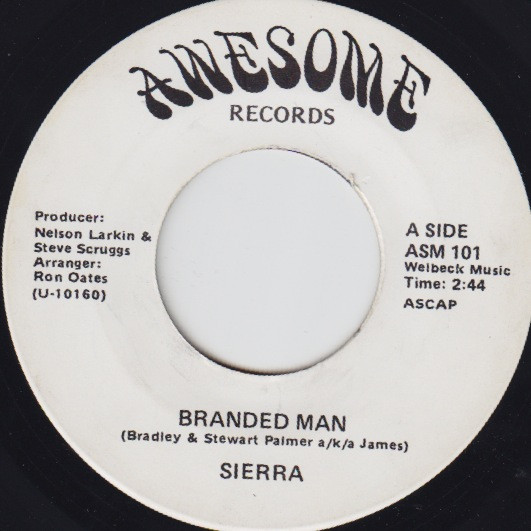 AWESOME
RECORDS
Producer:
Nelson Larkin &
Steve Scruggs
Arranger:
Ron Oates
(U-10160)
A SIDE
ASM 101
Welbeck Music
Time: 2:44
ASCAP
BRANDED MAN
(Bradley & Stewart Palmer a/k/a James)
SIERRA